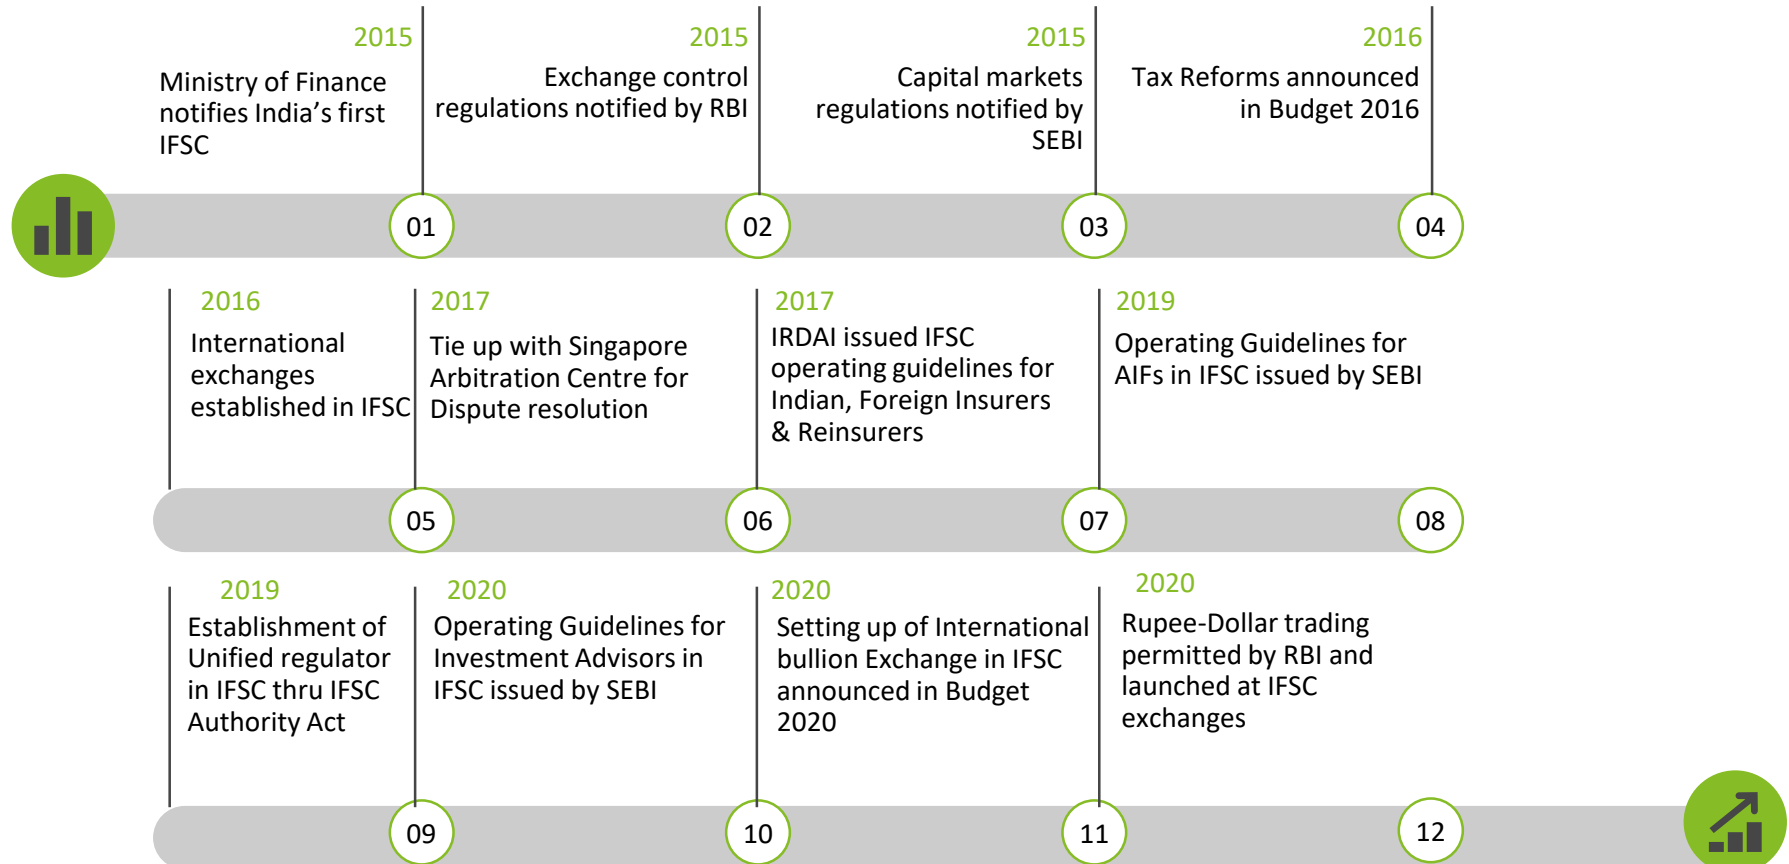 2015
Ministry of Finance
notifies India’s first
IFSC
2015
Exchange control
regulations notified by RBI
2015
Capital markets
regulations notified by
SEBI
2016
Tax Reforms announced
in Budget 2016
01
02
03
04
2016
International
exchanges
established in IFSC
2017
Tie up with Singapore
Arbitration Centre for
Dispute resolution
2017
IRDAI issued IFSC
operating guidelines for
Indian, Foreign Insurers
& Reinsurers
2019
Operating Guidelines for
AIFs in IFSC issued by SEBI
05
06
07
08
2019
Establishment of
Unified regulator
in IFSC thru IFSC
Authority Act
2020
Operating Guidelines for
Investment Advisors in
IFSC issued by SEBI
2020
Setting up of International
bullion Exchange in IFSC
announced in Budget
2020
2020
Rupee-Dollar trading
permitted by RBI and
launched at IFSC
exchanges
09
10
11
12